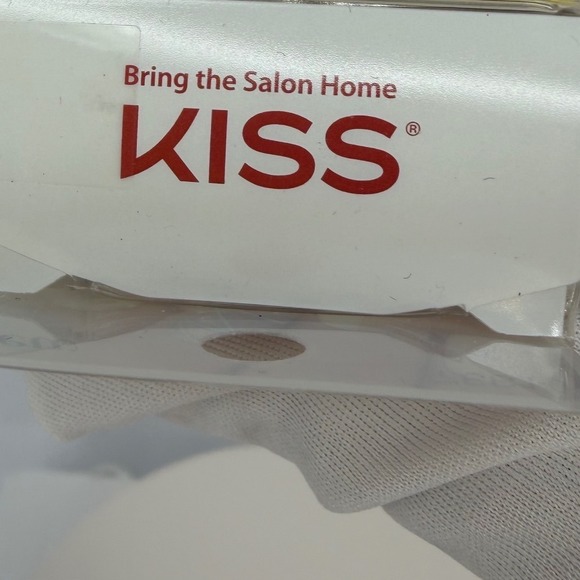 Bring the Salon Home
KISS®